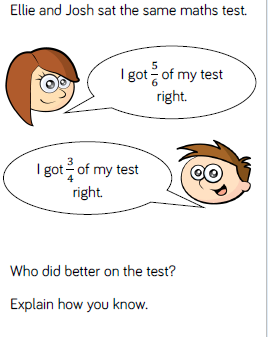 Ellie and Josh sat the same maths test.
I got 5/6 of my test
right.
I got 3/4 of my test
right.
Who did better on the test?
Explain how you know.